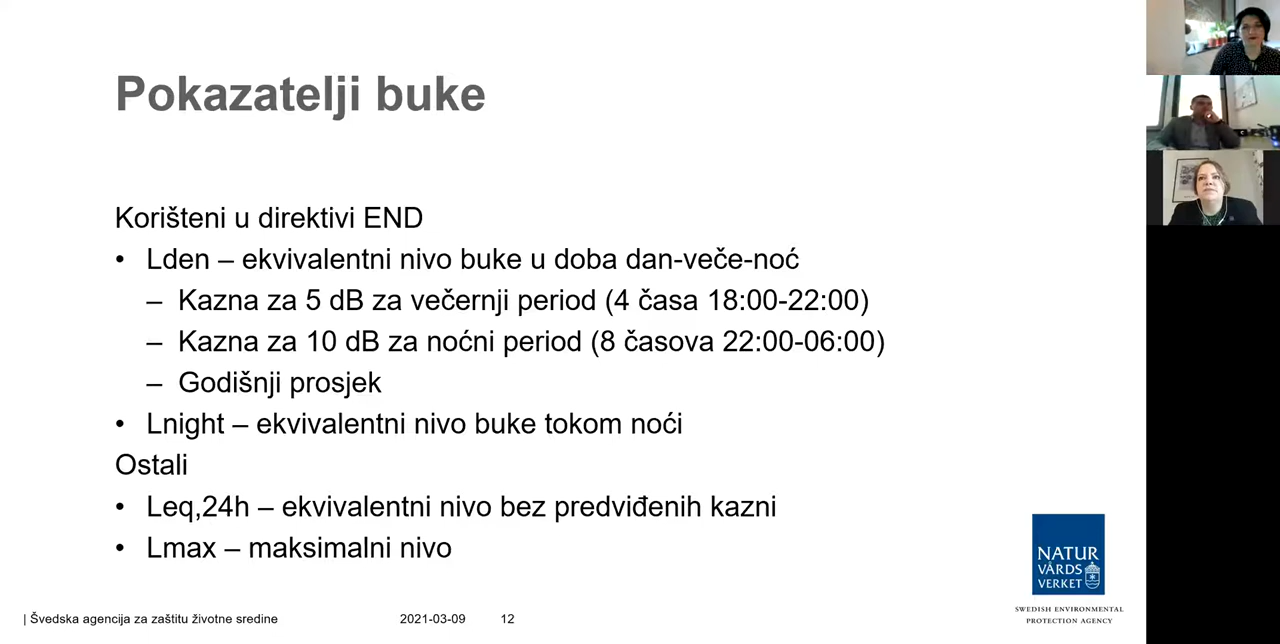 Pokazatelji buke
Korišteni u direktivi END
• Lden – ekvivalentni nivo buke u doba dan-veče-noć
– Kazna za 5 dB za večernji period (4 časa 18:00-22:00)
– Kazna za 10 dB za noćni period (8 časova 22:00-06:00)
– Godišnji prosjek
• Lnight – ekvivalentni nivo buke tokom noći
Ostali
• Leq,24h – ekvivalentni nivo bez predviđenih kazni
• Lmax – maksimalni nivo
NATUR
VÅRDS
VERKET
SWEDISH ENVIRONMENTAL
PROTECTION AGENCY
| Švedska agencija za zaštitu životne sredine 2021-03-09 12